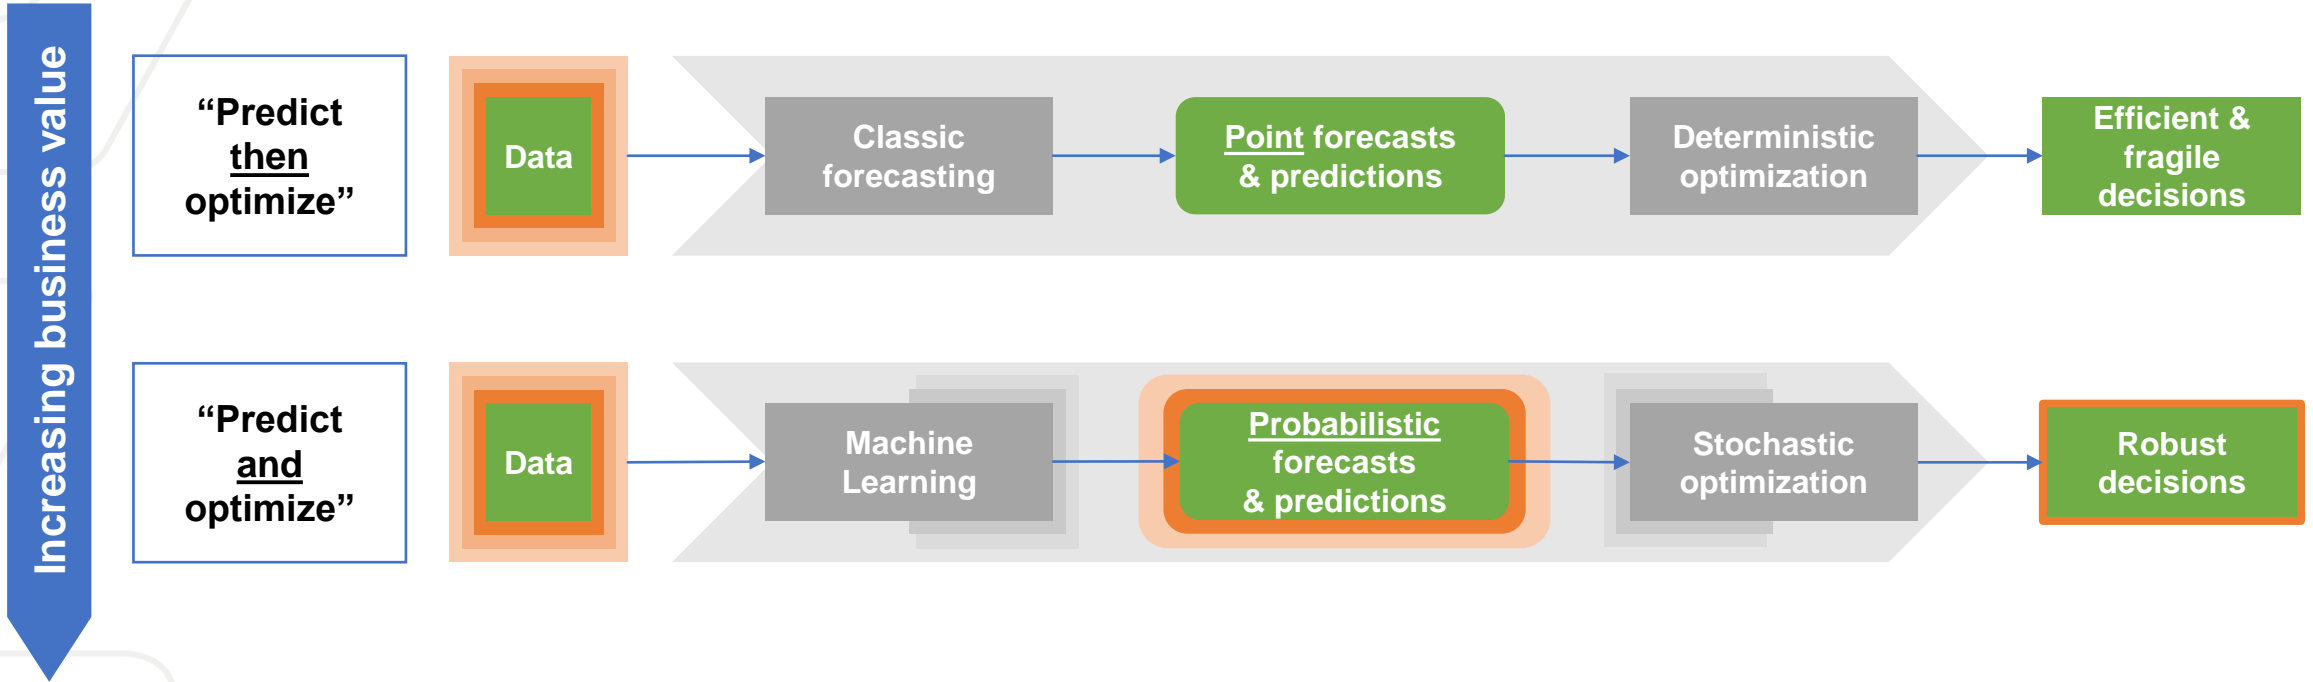 Increasing business value
“Predict
then
optimize”
Data
Classic
forecasting
Point forecasts
& predictions
Deterministic
optimization
Efficient &
fragile
decisions
“Predict
and
optimize”
Data
Machine
Learning
Probabilistic
forecasts
& predictions
Stochastic
optimization
Robust
decisions